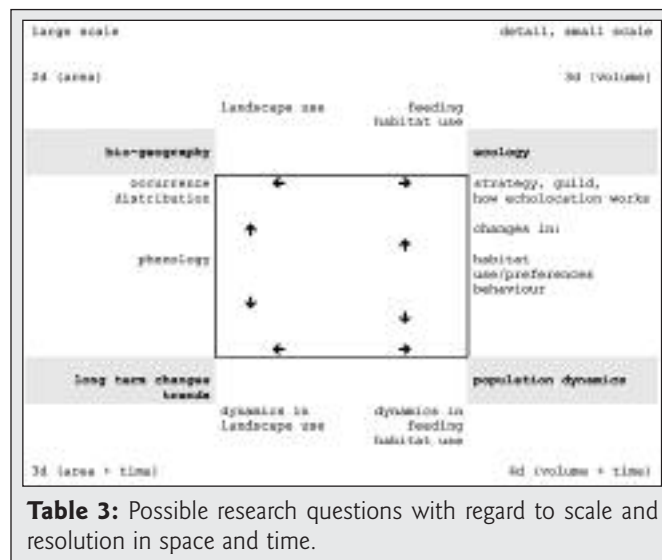 large scale
detail, small scale
2d (area)
3d (Volume)
landscape use
feeding
habitat use
bio-geography
ecology
occurrence
distribution
strategy, guild,
how echolocation works
changes in:
phenology
habitat
use/preferences
behaviour
long term changes
trends
population dynamics
dynamics in
landscape use
dynamics in
feeding
habitat use
3d (area + time)
4d (volume + time)
Table 3: Possible research questions with regard to scale and
resolution in space and time.